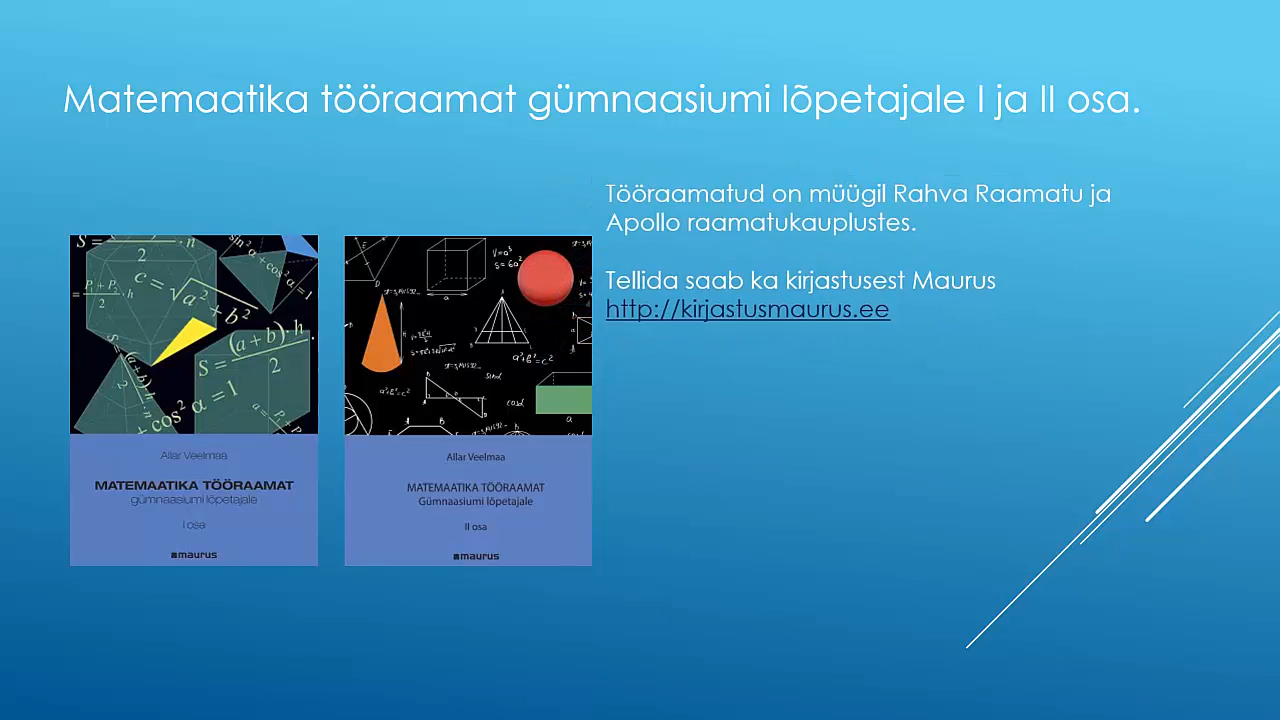 Matemaatika tööraamat gümnaasiumi lõpetajale I ja II osa.
Tööraamatud on müügil Rahva Raamatu ja
Apollo raamatukauplustes.
Tellida saab ka kirjastusest Maurus
http://kirjastusmaurus.ee
Allar Veelmaa
MATEMAATIKA TÖÖRAAMAT
gümnaasiumi lõpetajale
I osa
maurus
Allar Veelmaa
MATEMAATIKA TÖÖRAAMAT
Gümnaasiumi lõpetajale
II osa
maurus